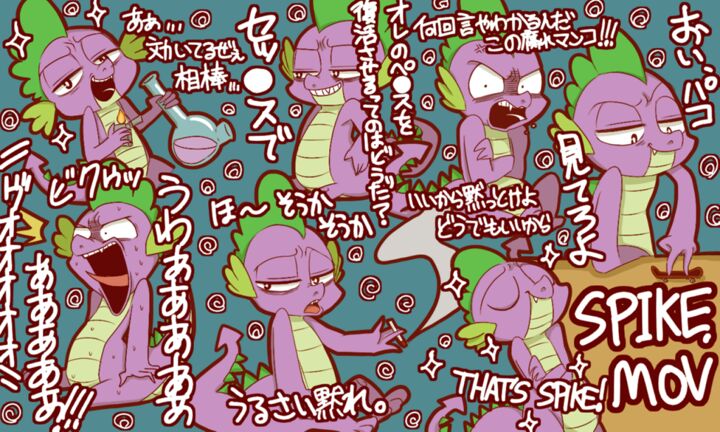 おい、パコ
見てろよ
何回言やわかるんだ
この腐れマンコ!!!
セッ●スで
オレのペ●スを
復活させるってのはどうだ?
ああ…
効いてるぜぇ
相棒…
いいから黙っとけよ
どうでもいいから
ほ〜 そうか
そうか
うるさい黙れ。
ビクゥッ
うわぁああああぁ
ああああああ!!!
THAT'S SPIKE!
SPIKE.
MOV